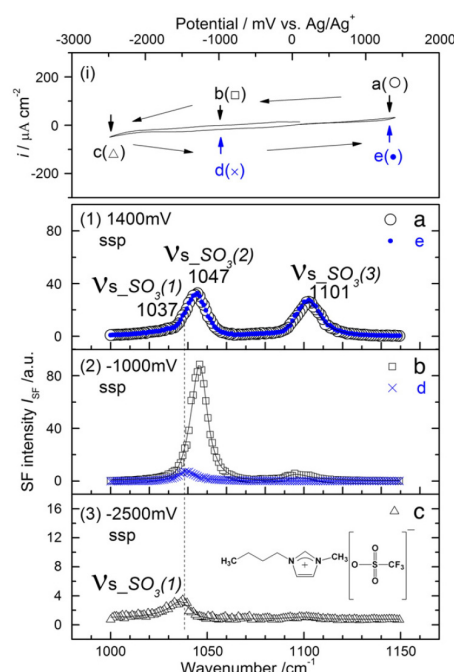 Potential / mV vs. Ag/Ag⁺
-3000 -2000 -1000 0 1000 2000
(i)
200
0
-200
i / μA cm⁻²
a(○)
b(□)
c(△)
d(×)
e(•)
(1) 1400mV
ssp
a
e
νs_SO₃(2)
1047
νs_SO₃(1)
1037
νs_SO₃(3)
1101
80
40
0
(2) -1000mV
ssp
b
d
80
40
0
SF intensity I_SF /a.u.
(3) -2500mV
ssp
c
νs_SO₃(1)
16
12
8
4
0
H₃C N + N CH₃
O
O S CF₃
O
−
1000 1050 1100 1150
Wavenumber /cm⁻¹